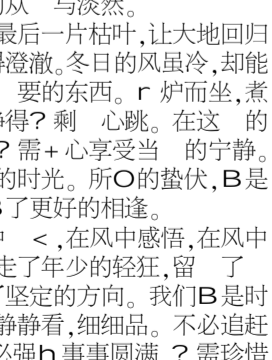 的从 与淡然。
最后一片枯叶,让大地回归
得澄澈。冬日的风虽冷,却能
要的东西。r 炉而坐,煮
净得? 剩 心跳。在这 的
? 需+心享受当 的宁静。
的时光。所O的蛰伏,B是
B了更好的相逢。
中 <,在风中感悟,在风中
走了年少的轻狂,留 了
了坚定的方向。我们B是时
静静看,细细品。不必追赶
必强h事事圆满,? 需珍惜